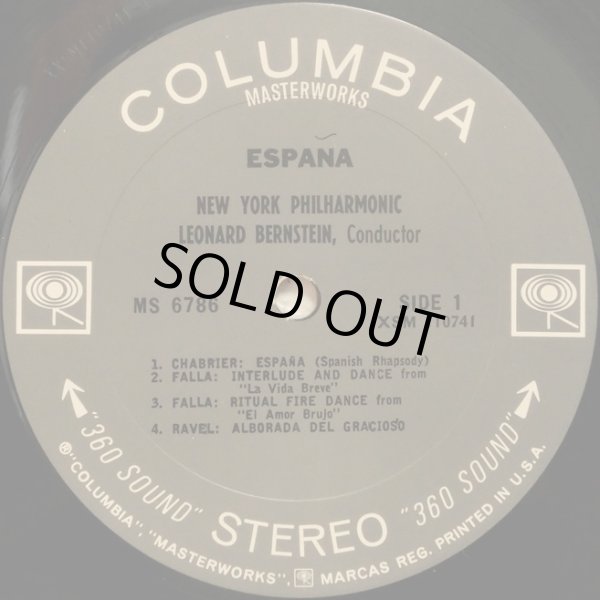 COLUMBIA
MASTERWORKS
ESPAÑA
NEW YORK PHILHARMONIC
LEONARD BERNSTEIN, Conductor
SOLD OUT
MS 6786
SIDE 1
XSM 110741
1. CHABRIER: ESPAÑA (Spanish Rhapsody)
2. FALLA: INTERLUDE AND DANCE from
"La Vida Breve"
3. FALLA: RITUAL FIRE DANCE from
"El Amor Brujo"
4. RAVEL: ALBORADA DEL GRACIOSO
"360 SOUND" STEREO "360 SOUND"
℗"COLUMBIA", "MASTERWORKS", MARCAS REG. PRINTED IN U.S.A.